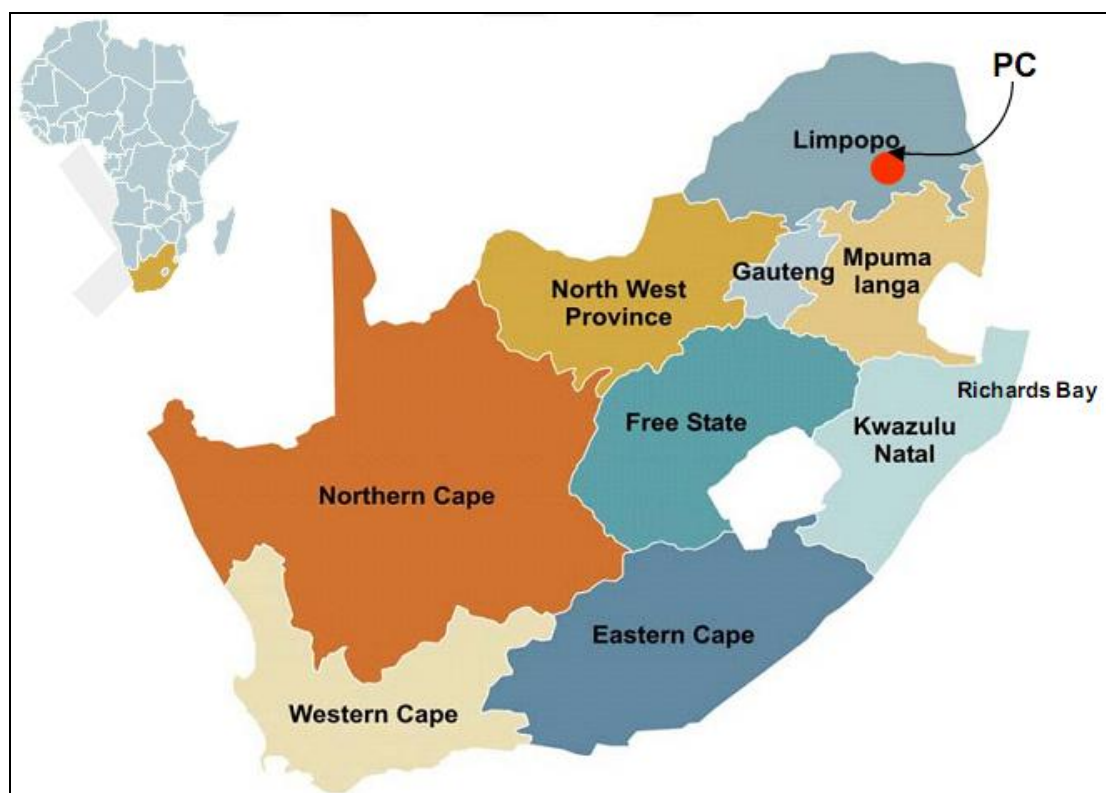 PC
Limpopo
Gauteng
Mpuma
langa
North West
Province
Richards Bay
Free State
Kwazulu
Natal
Northern Cape
Eastern Cape
Western Cape